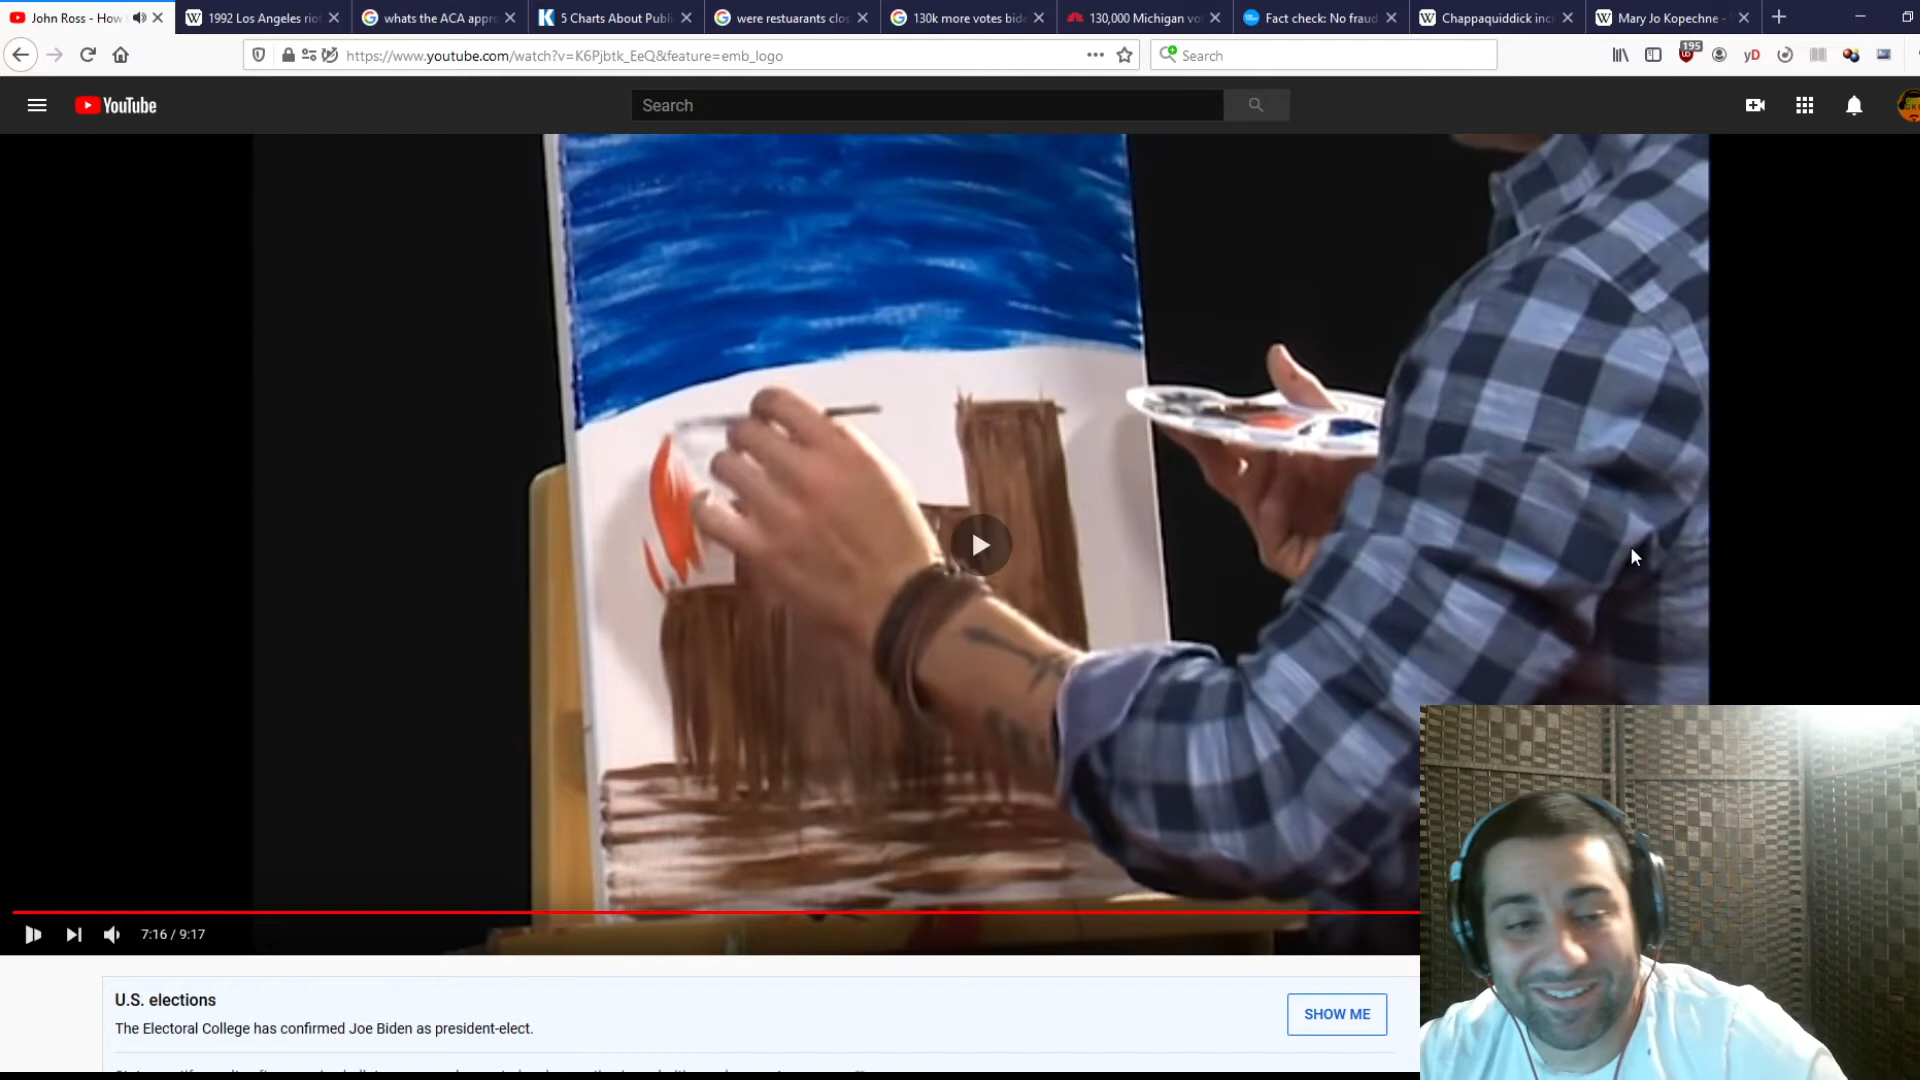 John Ross - How
1992 Los Angeles rio
whats the ACA appr
5 Charts About Publi
were restuarants clos
130k more votes bid
130,000 Michigan vo
Fact check: No fraud
Chappaquiddick inc
Mary Jo Kopechne -
https://www.youtube.com/watch?v=K6Pjbtk_EeQ&feature=emb_logo
Search
195
yD
YouTube
Search
7:16 / 9:17
U.S. elections
The Electoral College has confirmed Joe Biden as president-elect.
SHOW ME